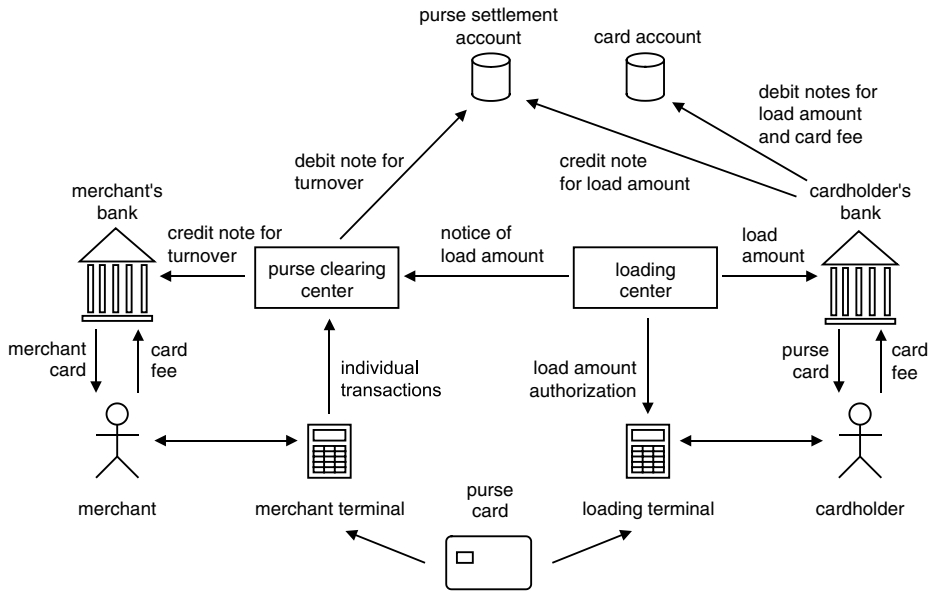 purse settlement
account
card account
debit notes for
load amount
and card fee
debit note for
turnover
credit note
for load amount
merchant's
bank
cardholder's
bank
credit note for
turnover
notice of
load amount
load
amount
purse clearing
center
loading
center
merchant
card
card
fee
individual
transactions
load amount
authorization
purse
card
card
fee
merchant
merchant terminal
purse
card
loading terminal
cardholder